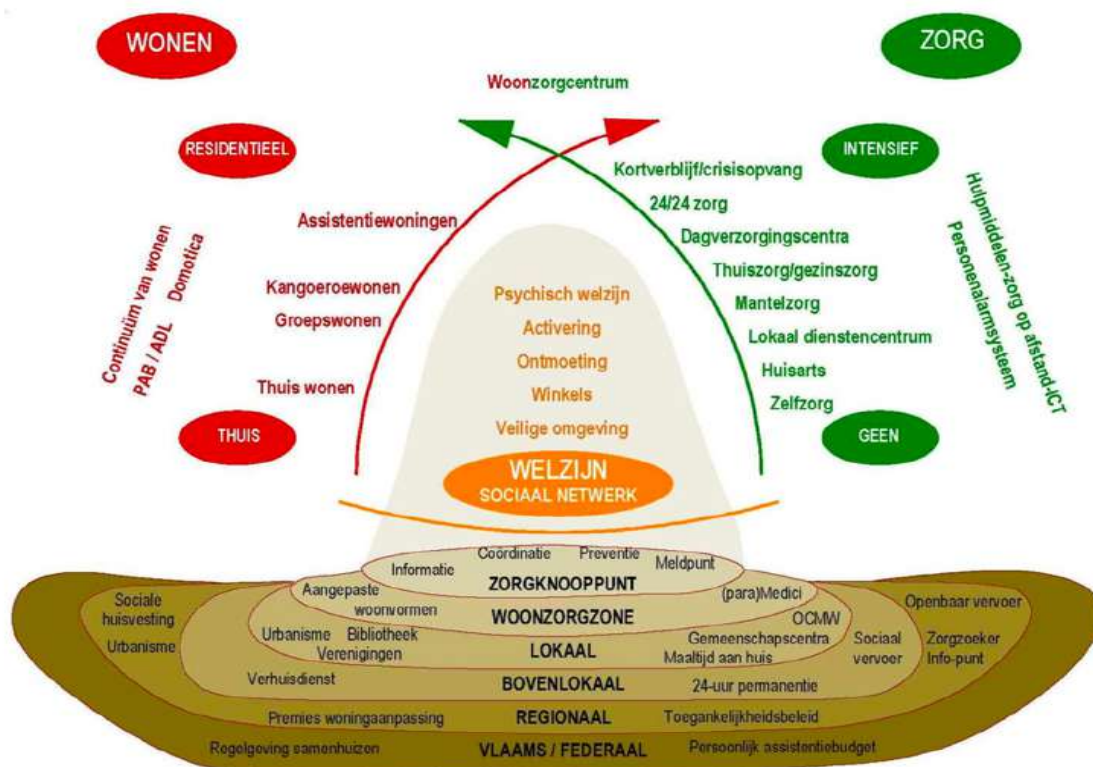 WONEN
ZORG
Woonzorgcentrum
RESIDENTIEEL
INTENSIEF
Kortverblijf/crisisopvang
24/24 zorg
Assistentiewoningen
Dagverzorgingscentra
Thuiszorg/gezinszorg
Kangoeroewonen
Mantelzorg
Groepswonen
Lokaal dienstencentrum
Huisarts
Thuis wonen
Zelfzorg
THUIS
GEEN
Continuüm van wonen
PAB / ADL
Domotica
Hulpmiddelen-zorg op afstand-ICT
Personenalarmsysteem
Psychisch welzijn
Activering
Ontmoeting
Winkels
Veilige omgeving
WELZIJN
SOCIAAL NETWERK
Informatie
Coördinatie
Preventie
Meldpunt
ZORGKNOOPPUNT
Aangepaste
woonvormen
(para)Medici
WOONZORGZONE
OCMW
Urbanisme
Bibliotheek
Verenigingen
LOKAAL
Gemeenschapscentra
Maaltijd aan huis
Sociaal
vervoer
Verhuisdienst
BOVENLOKAAL
24-uur permanentie
Sociale
huisvesting
Urbanisme
Openbaar vervoer
Zorgzoeker
Info-punt
Premies woningaanpassing
REGIONAAL
Toegankelijkheidsbeleid
Regelgeving samenhuizen
VLAAMS / FEDERAAL
Persoonlijk assistentiebudget